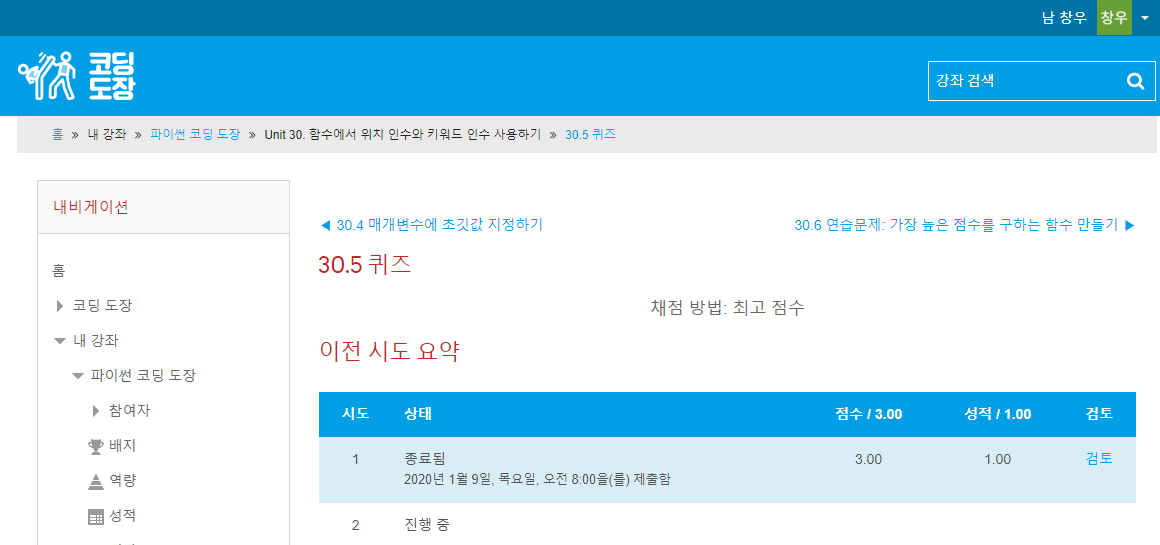 남 창우 창우
코딩
도장
강좌 검색
홈 » 내 강좌 » 파이썬 코딩 도장 » Unit 30. 함수에서 위치 인수와 키워드 인수 사용하기 » 30.5 퀴즈
내비게이션
홈
코딩 도장
내 강좌
파이썬 코딩 도장
참여자
배지
역량
성적
◀ 30.4 매개변수에 초깃값 지정하기
30.6 연습문제: 가장 높은 점수를 구하는 함수 만들기 ▶
30.5 퀴즈
채점 방법: 최고 점수
이전 시도 요약
시도 상태 점수 / 3.00 성적 / 1.00 검토
1 종료됨 3.00 1.00 검토
2020년 1월 9일, 목요일, 오전 8:00을(를) 제출함
2 진행 중